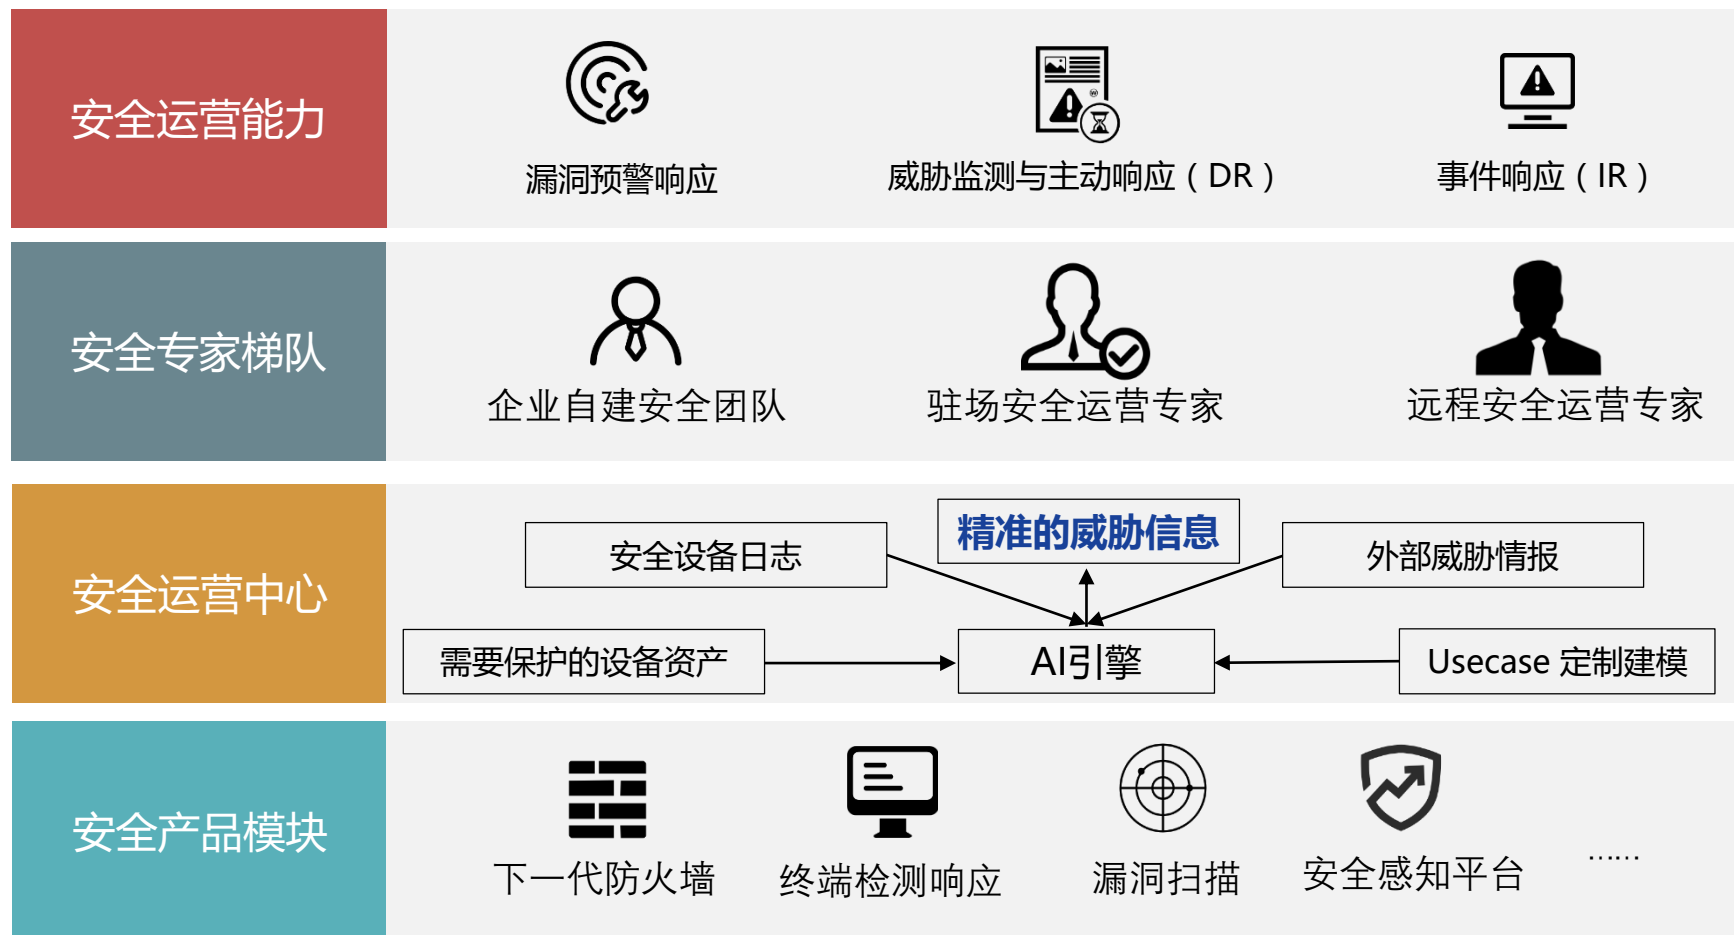 安全运营能力
漏洞预警响应
威胁监测与主动响应（DR）
事件响应（IR）
安全专家梯队
企业自建安全团队
驻场安全运营专家
远程安全运营专家
安全运营中心
安全设备日志
精准的威胁信息
外部威胁情报
需要保护的设备资产
AI引擎
Usecase 定制建模
安全产品模块
下一代防火墙
终端检测响应
漏洞扫描
安全感知平台
……